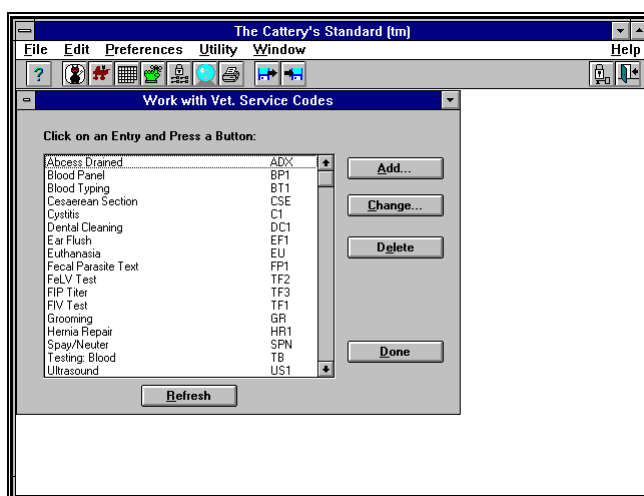 The Cattery's Standard (tm)
File Edit Preferences Utility Window Help
?
Work with Vet. Service Codes
Click on an Entry and Press a Button:
Abcess Drained ADX
Blood Panel BP1
Blood Typing BT1
Cesaerean Section CSE
Cystitis C1
Dental Cleaning DC1
Ear Flush EF1
Euthanasia EU
Fecal Parasite Text FP1
FeLV Test TF2
FIP Titer TF3
FIV Test TF1
Grooming GR
Hernia Repair HR1
Spay/Neuter SPN
Testing: Blood TB
Ultrasound US1
Add...
Change...
Delete
Done
Refresh